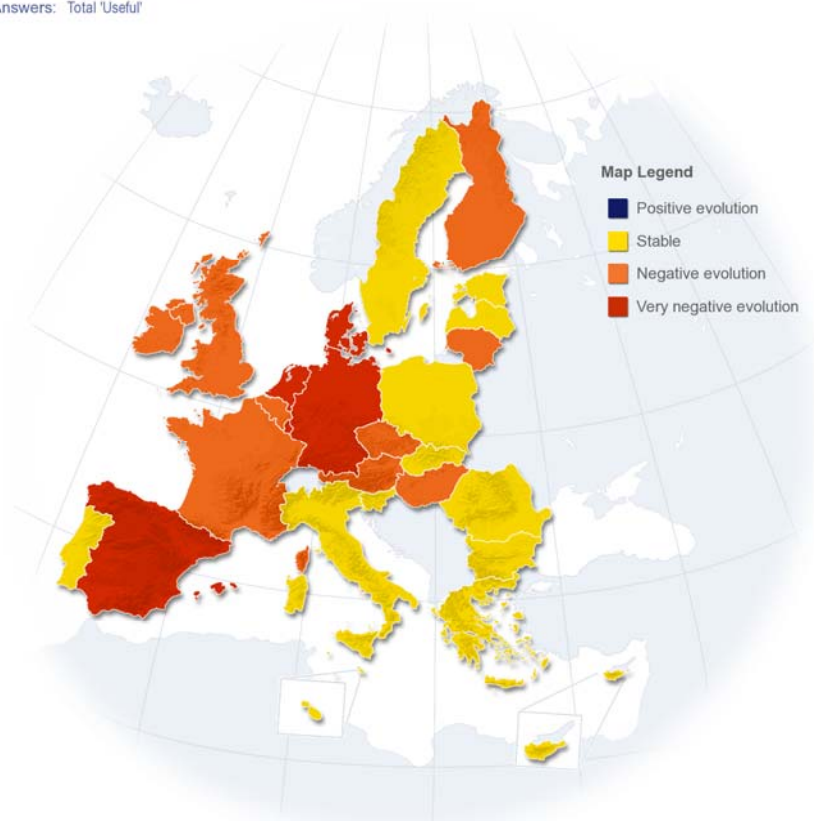 Answers: Total 'Useful'
Map Legend
Positive evolution
Stable
Negative evolution
Very negative evolution